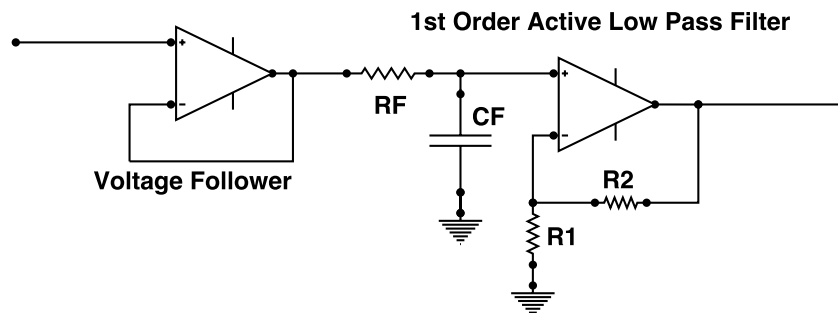 1st Order Active Low Pass Filter
+
-
Voltage Follower
RF
CF
+
-
R2
R1